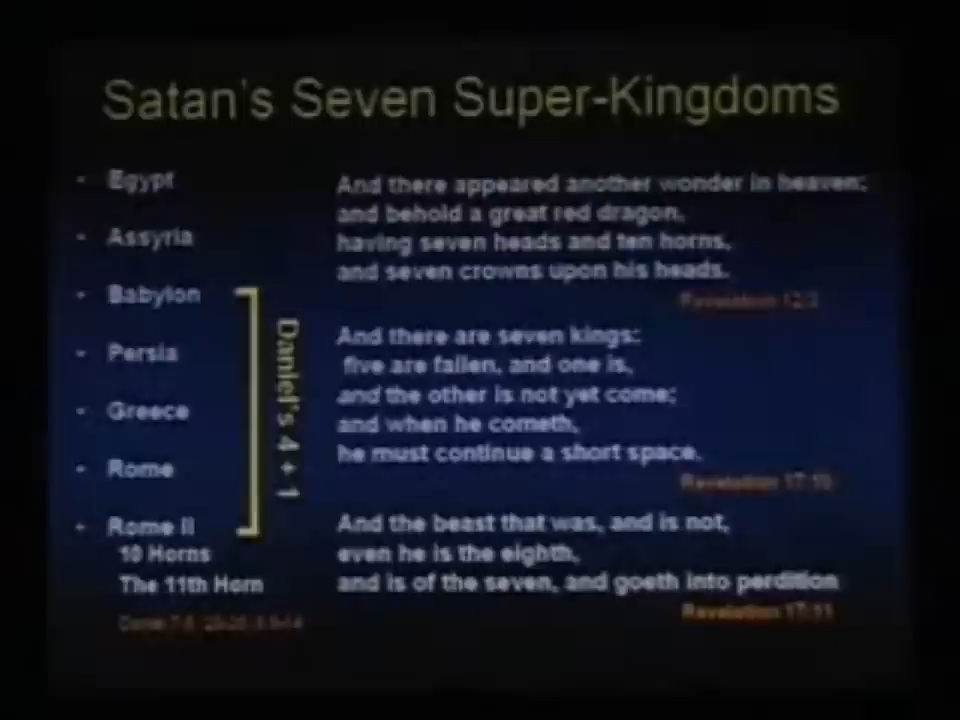 Satan's Seven Super-Kingdoms
- Egypt
- Assyria
- Babylon
- Persia
- Greece
- Rome
- Rome II
10 Horns
The 11th Horn
Daniel's 4 + 1
And there appeared another wonder in heaven;
and behold a great red dragon,
having seven heads and ten horns,
and seven crowns upon his heads.
Revelation 12:3
And there are seven kings:
five are fallen, and one is,
and the other is not yet come;
and when he cometh,
he must continue a short space.
Revelation 17:10
And the beast that was, and is not,
even he is the eighth,
and is of the seven, and goeth into perdition
Revelation 17:11